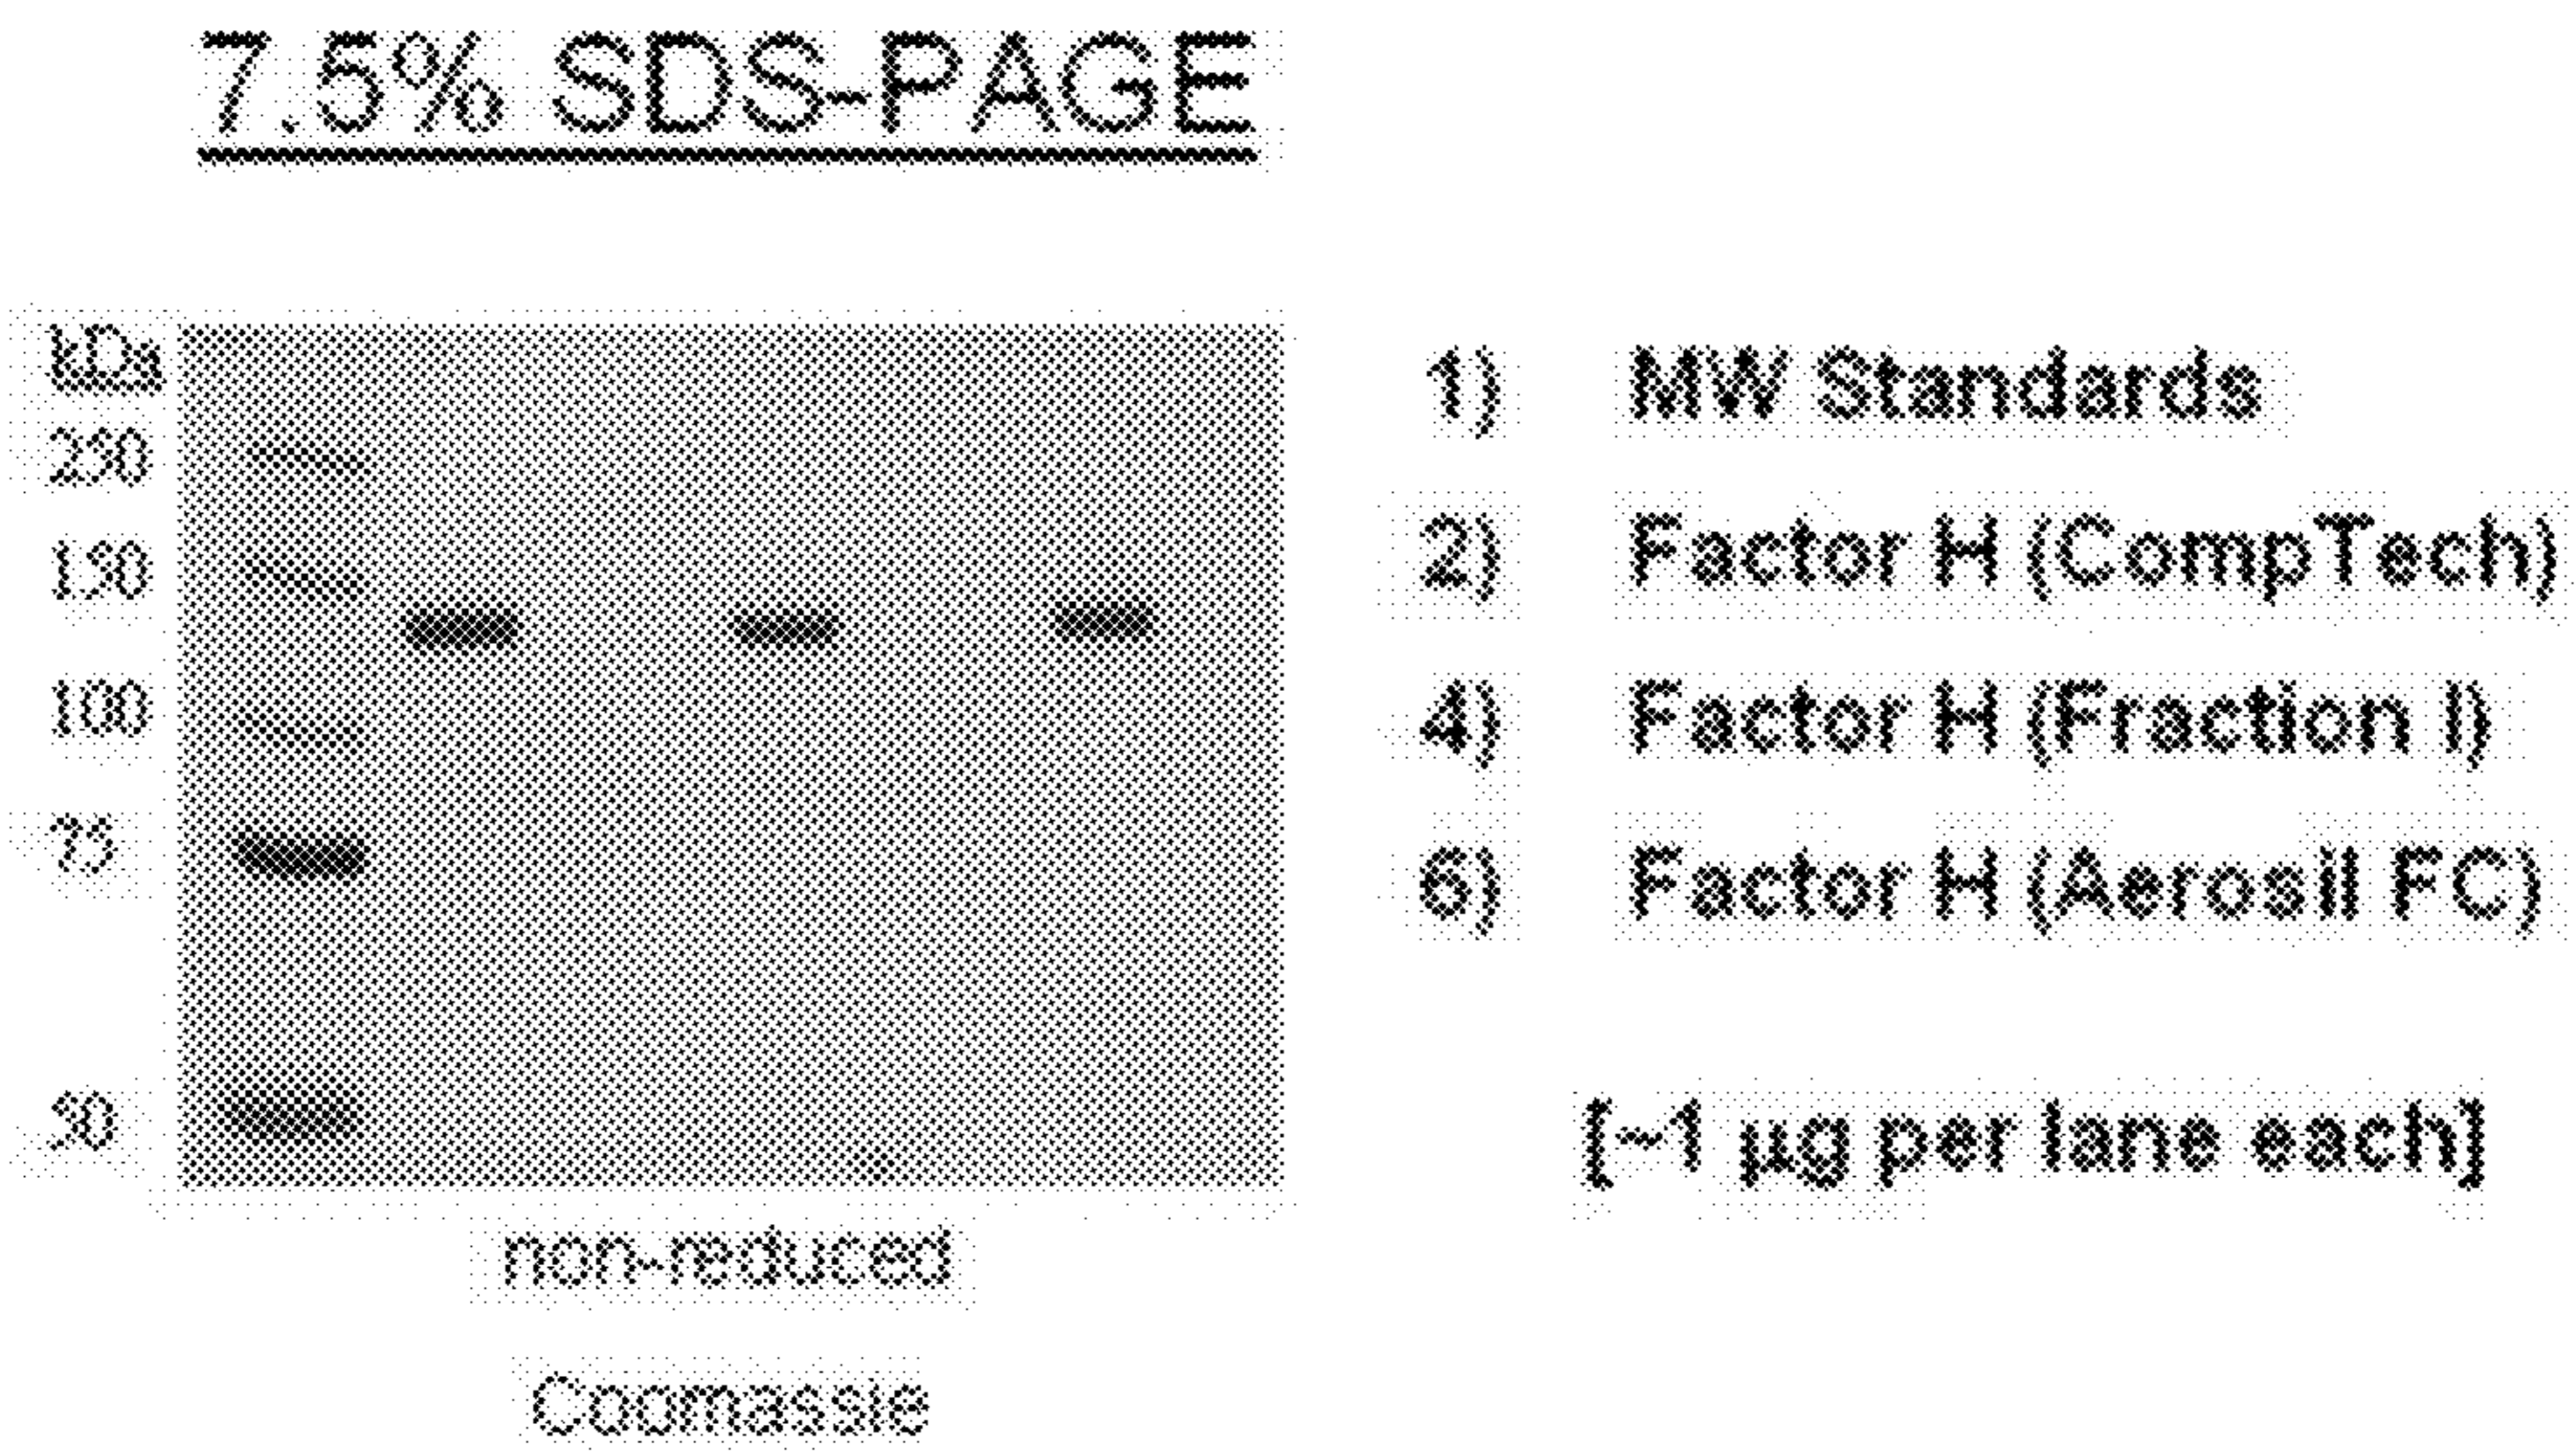 7.5% SDS-PAGE
kDa
250
150
100
75
50
non-reduced
Coomassie
1) MW Standards
2) Factor H (CompTech)
4) Factor H (Fraction I)
6) Factor H (Aerosil FC)
[~1 µg per lane each]